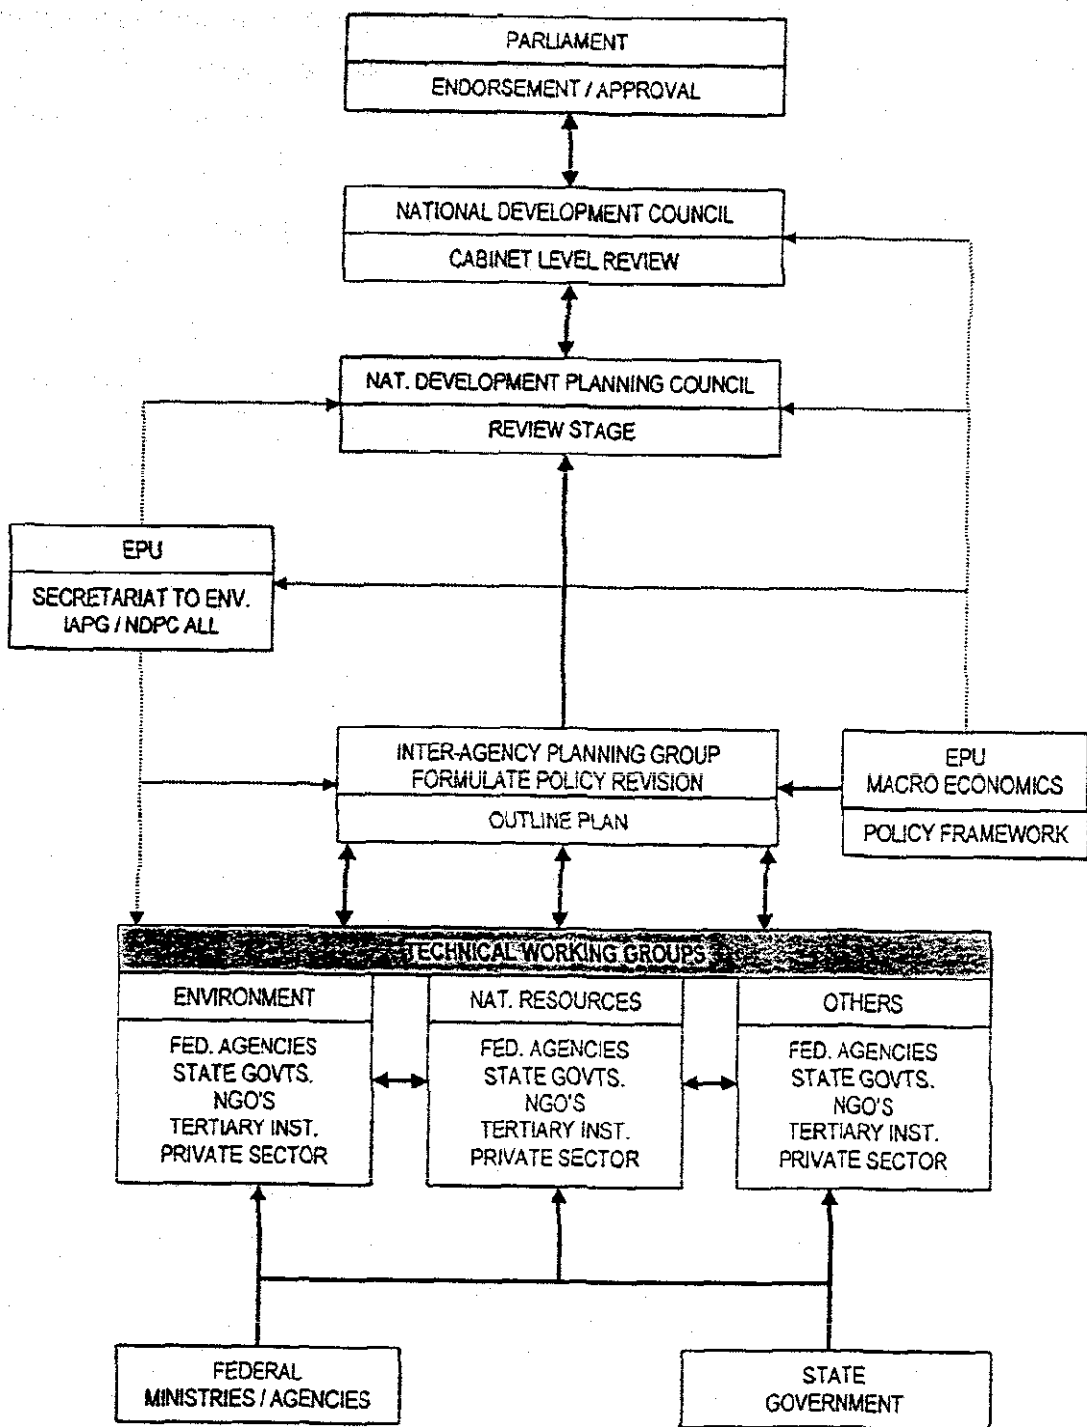 PARLIAMENT
ENDORSEMENT / APPROVAL
NATIONAL DEVELOPMENT COUNCIL
CABINET LEVEL REVIEW
NAT. DEVELOPMENT PLANNING COUNCIL
REVIEW STAGE
EPU
SECRETARIAT TO ENV.
IAPG / NDPC ALL
INTER-AGENCY PLANNING GROUP
FORMULATE POLICY REVISION
OUTLINE PLAN
EPU
MACRO ECONOMICS
POLICY FRAMEWORK
TECHNICAL WORKING GROUPS
ENVIRONMENT
FED. AGENCIES
STATE GOVTS.
NGO'S
TERTIARY INST.
PRIVATE SECTOR
NAT. RESOURCES
FED. AGENCIES
STATE GOVTS.
NGO'S
TERTIARY INST.
PRIVATE SECTOR
OTHERS
FED. AGENCIES
STATE GOVTS.
NGO'S
TERTIARY INST.
PRIVATE SECTOR
FEDERAL
MINISTRIES / AGENCIES
STATE
GOVERNMENT